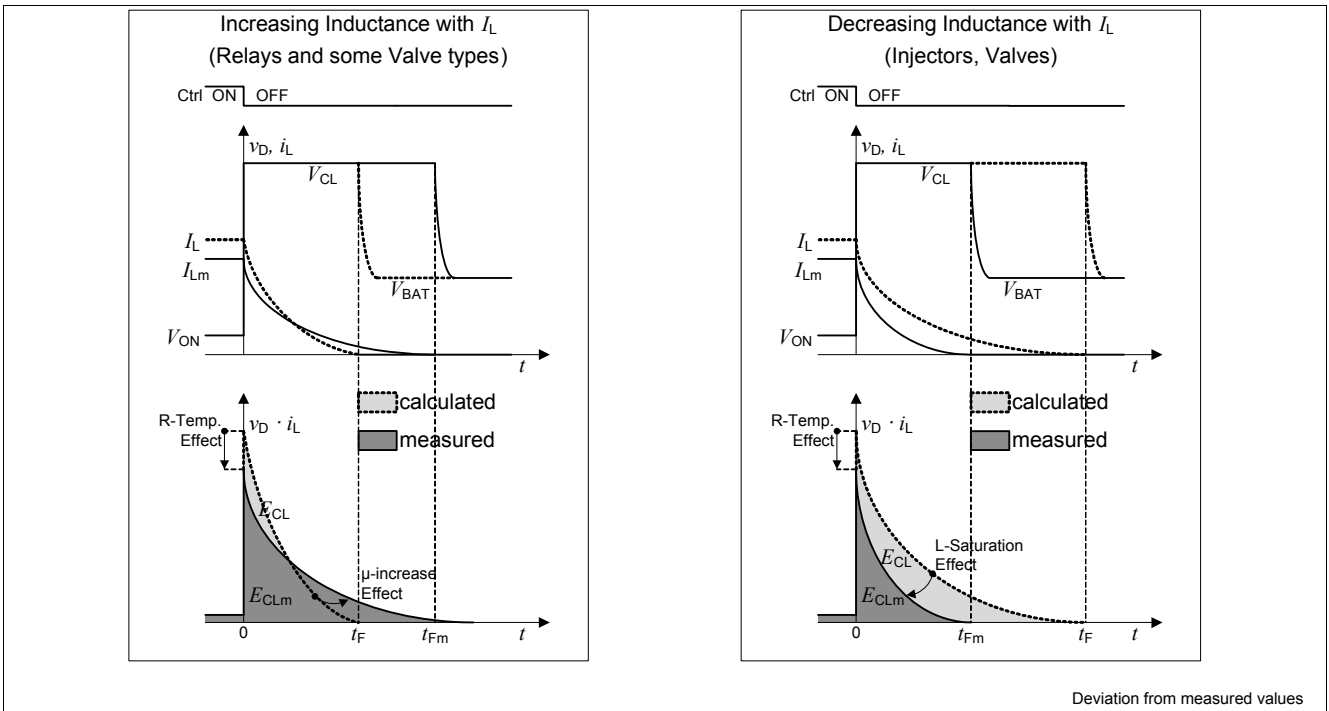 Increasing Inductance with IL
(Relays and some Valve types)
Ctrl ON OFF
vD, iL
VCL
IL
ILm
VBAT
VON
t
calculated
measured
R-Temp.
Effect
vD · iL
ECL
µ-increase
Effect
ECLm
0 tF tFm t
Decreasing Inductance with IL
(Injectors, Valves)
Ctrl ON OFF
vD, iL
VCL
IL
ILm
VBAT
VON
t
calculated
measured
R-Temp.
Effect
vD · iL
L-Saturation
Effect
ECL
ECLm
0 tFm tF t
Deviation from measured values